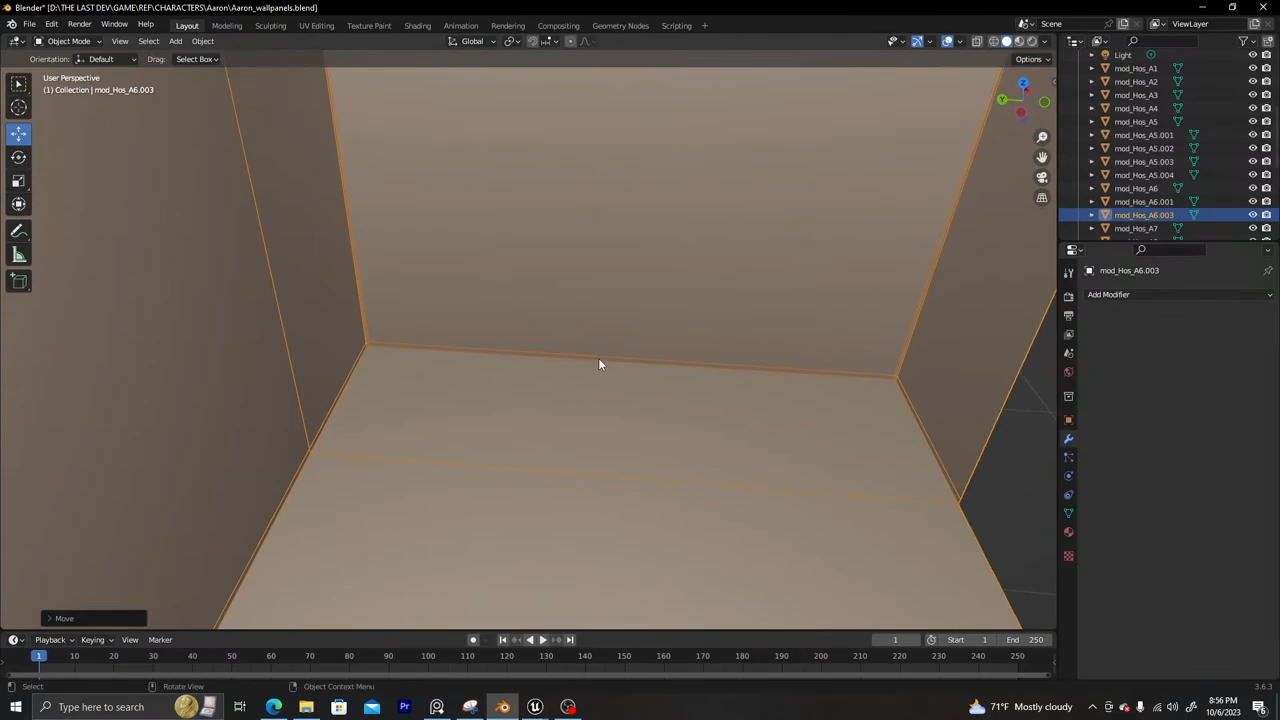 Blender* [D:\THE LAST DEV\GAME\REF\CHARACTERS\Aaron\Aaron_wallpanels.blend]
File Edit Render Window Help Layout Modeling Sculpting UV Editing Texture Paint Shading Animation Rendering Compositing Geometry Nodes Scripting + Scene ViewLayer
Object Mode View Select Add Object Global
Orientation: Default Drag: Select Box Options
User Perspective
(1) Collection | mod_Hos_A6.003
Z
Y
Light
mod_Hos_A1
mod_Hos_A2
mod_Hos_A3
mod_Hos_A4
mod_Hos_A5
mod_Hos_A5.001
mod_Hos_A5.002
mod_Hos_A5.003
mod_Hos_A5.004
mod_Hos_A6
mod_Hos_A6.001
mod_Hos_A6.003
mod_Hos_A7
mod_Hos_A6.003
Add Modifier
Move
Playback Keying View Marker 1 Start 1 End 250
1 10 20 30 40 50 60 70 80 90 100 110 120 130 140 150 160 170 180 190 200 210 220 230 240 250
Select Rotate View Object Context Menu 3.6.3
Type here to search 71°F Mostly cloudy 8:56 PM
10/6/2023